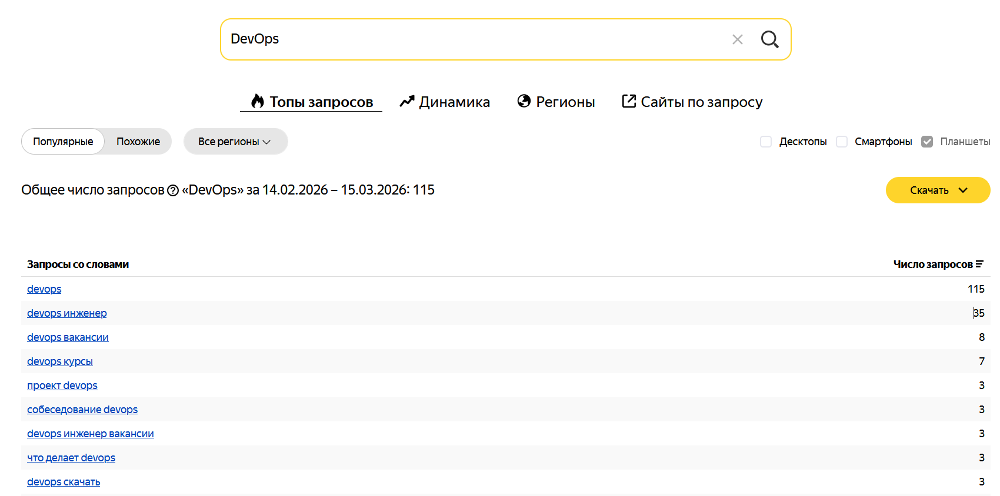 DevOps
Топы запросов Динамика Регионы Сайты по запросу
Популярные Похожие Все регионы Десктопы Смартфоны Планшеты
Общее число запросов ? «DevOps» за 14.02.2026 – 15.03.2026: 115 Скачать
Запросы со словами Число запросов
devops 115
devops инженер 35
devops вакансии 8
devops курсы 7
проект devops 3
собеседование devops 3
devops инженер вакансии 3
что делает devops 3
devops скачать 3